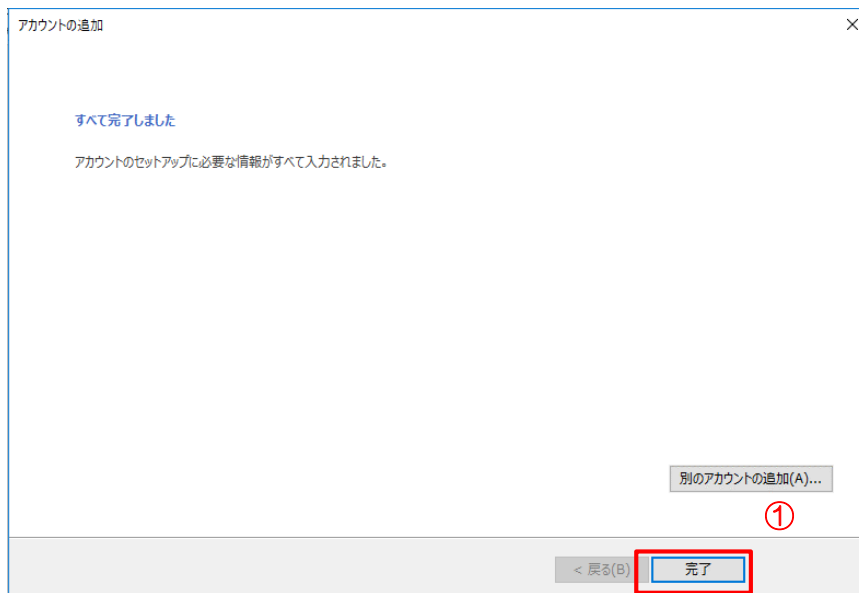 アカウントの追加
すべて完了しました
アカウントのセットアップに必要な情報がすべて入力されました。
別のアカウントの追加(A)...
①
< 戻る(B)
完了